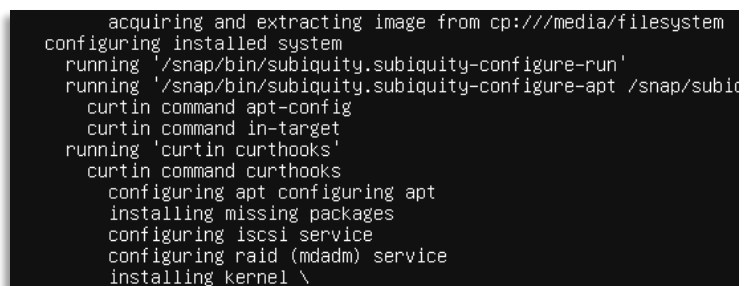 acquiring and extracting image from cp:///media/filesystem
configuring installed system
running '/snap/bin/subiquity.subiquity-configure-run'
running '/snap/bin/subiquity.subiquity-configure-apt /snap/subiq
curtin command apt-config
curtin command in-target
running 'curtin curthooks'
curtin command curthooks
configuring apt configuring apt
installing missing packages
configuring iscsi service
configuring raid (mdadm) service
installing kernel \